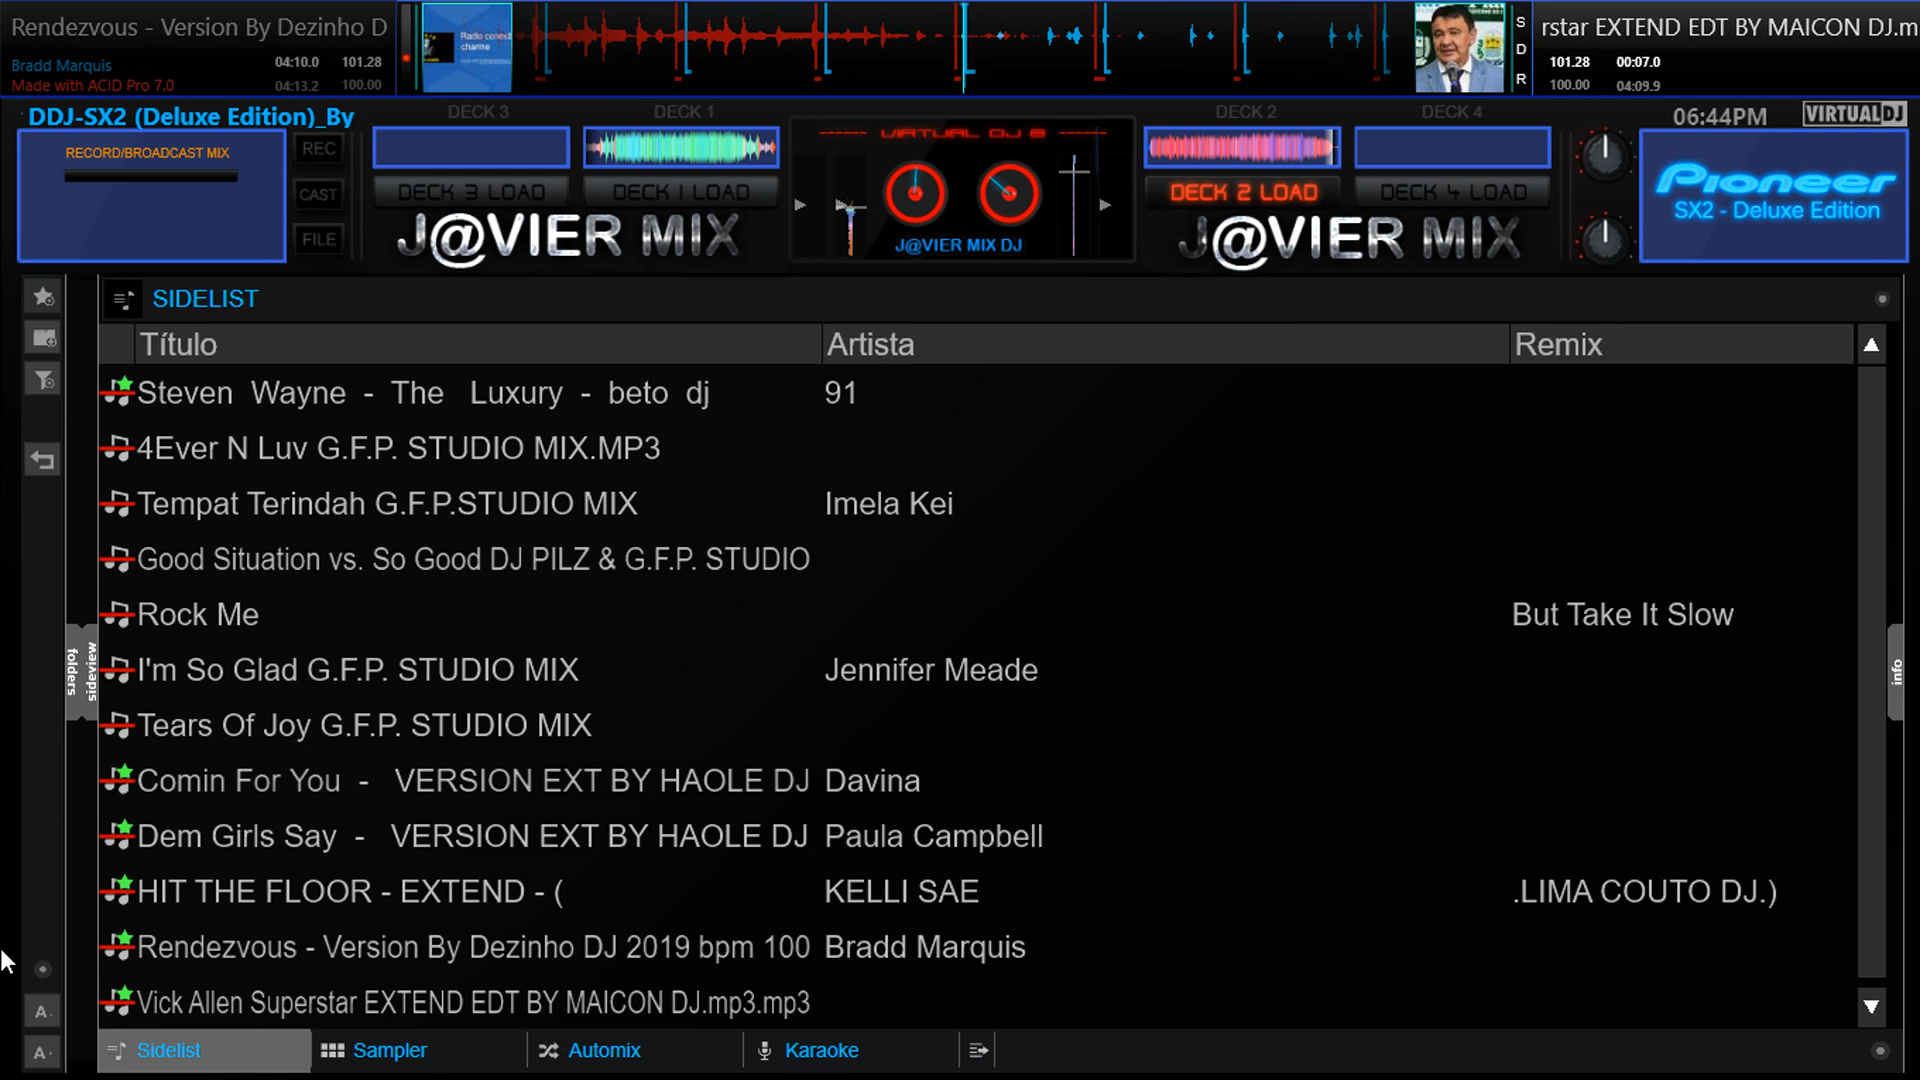 Rendezvous - Version By Dezinho D
Bradd Marquis
04:10.0 101.28
Made with ACID Pro 7.0
04:13.2 100.00
Radio conex
charme
S
D
R
rstar EXTEND EDT BY MAICON DJ.m
101.28 00:07.0
100.00 04:09.9
DDJ-SX2 (Deluxe Edition)_By
RECORD/BROADCAST MIX
REC
CAST
FILE
DECK 3
DECK 1
DECK 3 LOAD
DECK 1 LOAD
J@VIER MIX
VIRTUAL DJ 8
J@VIER MIX DJ
DECK 2
DECK 4
DECK 2 LOAD
DECK 4 LOAD
J@VIER MIX
06:44PM
VIRTUALDJ
Pioneer
SX2 - Deluxe Edition
SIDELIST
Título Artista Remix
Steven Wayne - The Luxury - beto dj 91
4Ever N Luv G.F.P. STUDIO MIX.MP3
Tempat Terindah G.F.P.STUDIO MIX Imela Kei
Good Situation vs. So Good DJ PILZ & G.F.P. STUDIO
Rock Me But Take It Slow
I'm So Glad G.F.P. STUDIO MIX Jennifer Meade
Tears Of Joy G.F.P. STUDIO MIX
Comin For You - VERSION EXT BY HAOLE DJ Davina
Dem Girls Say - VERSION EXT BY HAOLE DJ Paula Campbell
HIT THE FLOOR - EXTEND - ( KELLI SAE .LIMA COUTO DJ.)
Rendezvous - Version By Dezinho DJ 2019 bpm 100 Bradd Marquis
Vick Allen Superstar EXTEND EDT BY MAICON DJ.mp3.mp3
folders
sideview
info
A
A
Sidelist
Sampler
Automix
Karaoke